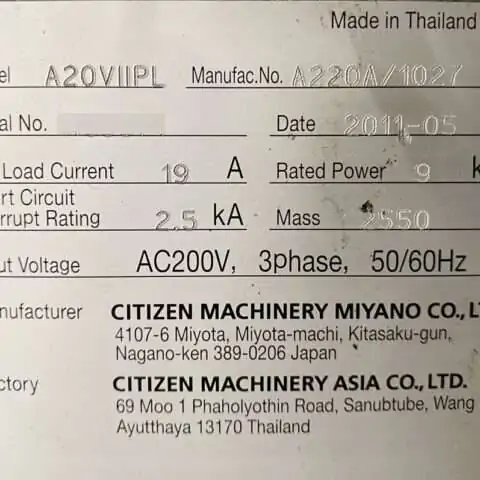 Made in Thailand
el A20VIIPL Manufac.No. A220A/1027
al No. Date 2011-05
Load Current 19 A Rated Power 9 k
rt Circuit
rrupt Rating 2.5 kA Mass 2550
ut Voltage AC200V, 3phase, 50/60Hz
nufacturer CITIZEN MACHINERY MIYANO CO., LT
4107-6 Miyota, Miyota-machi, Kitasaku-gun,
Nagano-ken 389-0206 Japan
ctory CITIZEN MACHINERY ASIA CO., LTD.
69 Moo 1 Phaholyothin Road, Sanubtube, Wang
Ayutthaya 13170 Thailand